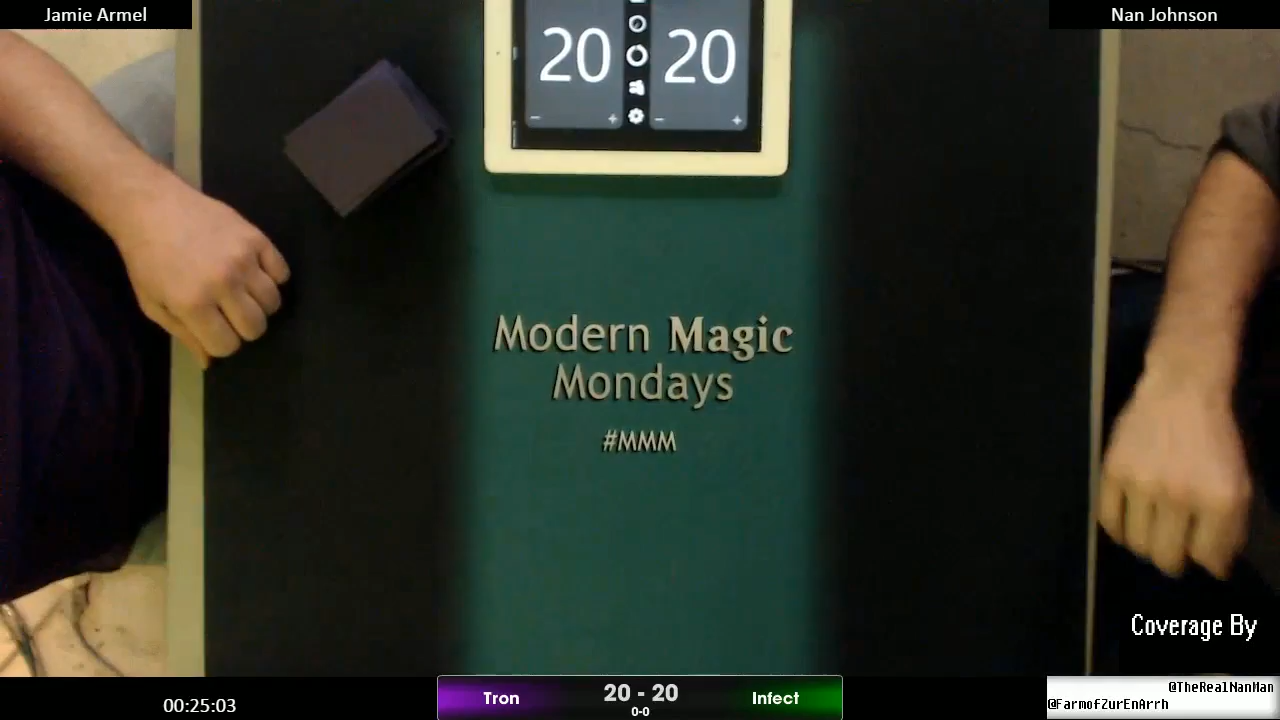 Jamie Armel
Nan Johnson
20 20
- + - +
Modern Magic
Mondays
#MMM
Coverage By
@TheRealNanMan
@FarmofZurEnArrh
00:25:03
Tron
20 - 20
0-0
Infect